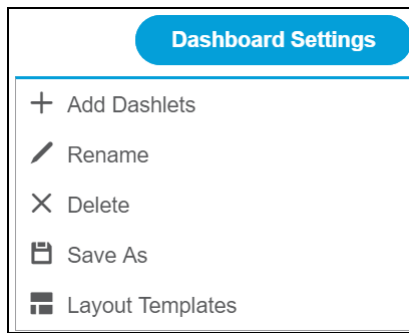 Dashboard Settings
Add Dashlets
Rename
Delete
Save As
Layout Templates